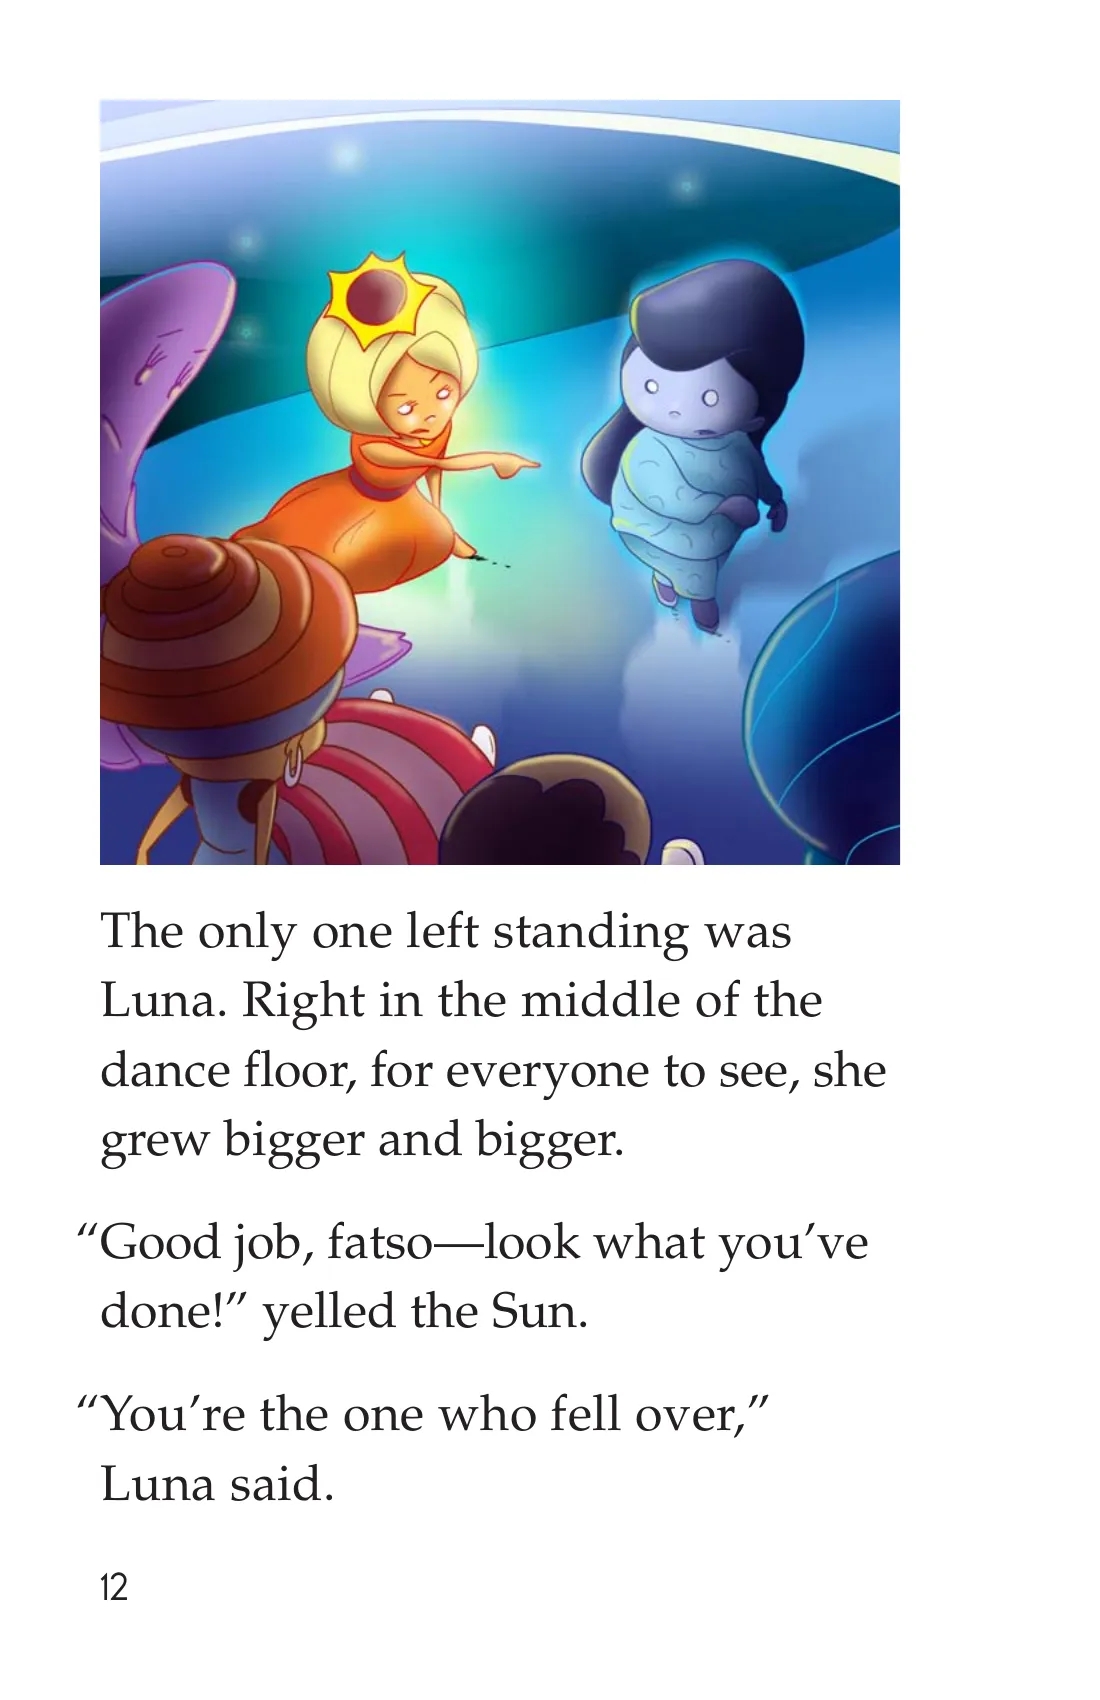 The only one left standing was
Luna. Right in the middle of the
dance floor, for everyone to see, she
grew bigger and bigger.
“Good job, fatso—look what you’ve
done!” yelled the Sun.
“You’re the one who fell over,”
Luna said.
12